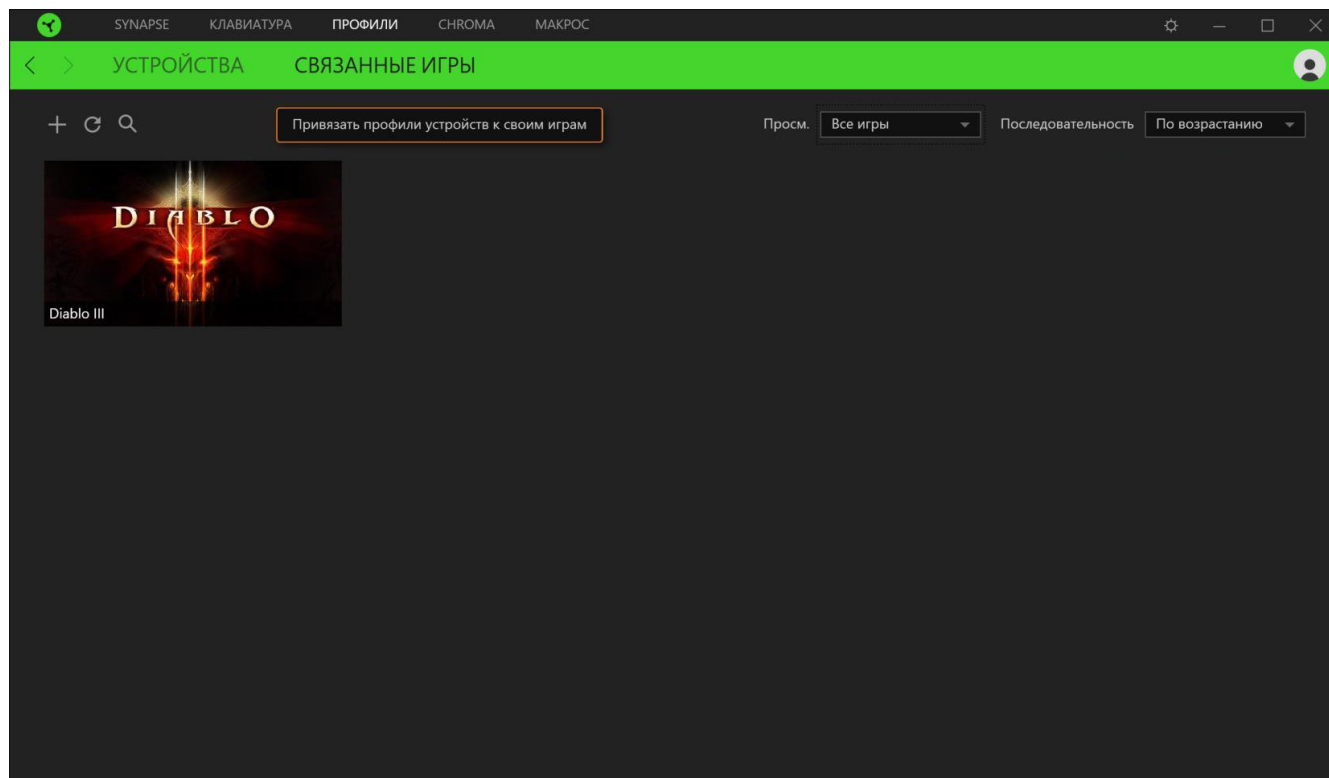 SYNAPSE КЛАВИАТУРА ПРОФИЛИ CHROMA МАКРОС
УСТРОЙСТВА СВЯЗАННЫЕ ИГРЫ
Привязать профили устройств к своим играм Просм. Все игры Последовательность По возрастанию
DIABLO
Diablo III